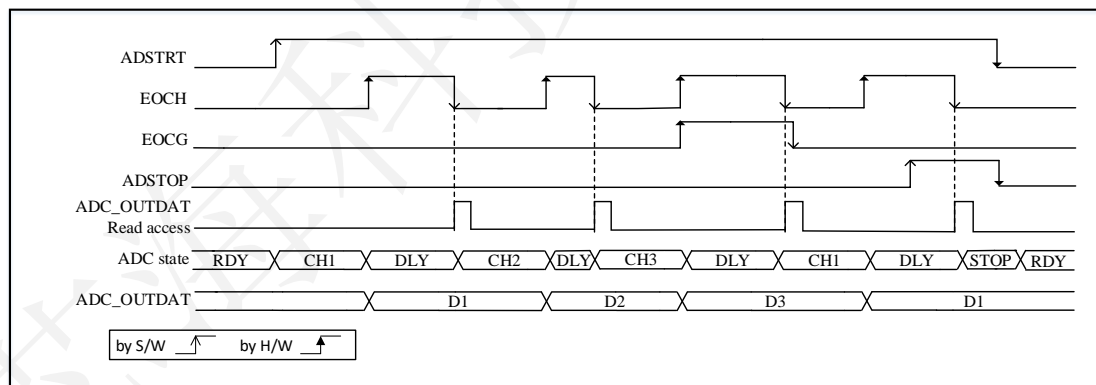 ADSTRT
EOCH
EOCG
ADSTOP
ADC_OUTDAT
Read access
ADC state RDY CH1 DLY CH2 DLY CH3 DLY CH1 DLY STOP RDY
ADC_OUTDAT D1 D2 D3 D1
by S/W by H/W